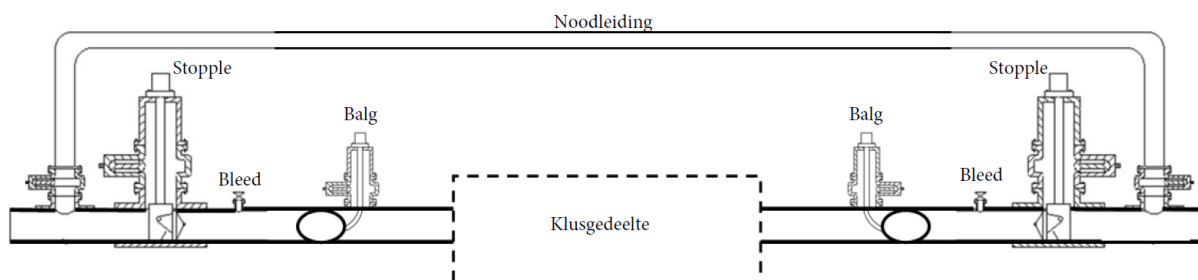 Noodleiding
Stopple
Stopple
Balg
Balg
Bleed
Bleed
Klusgedeelte